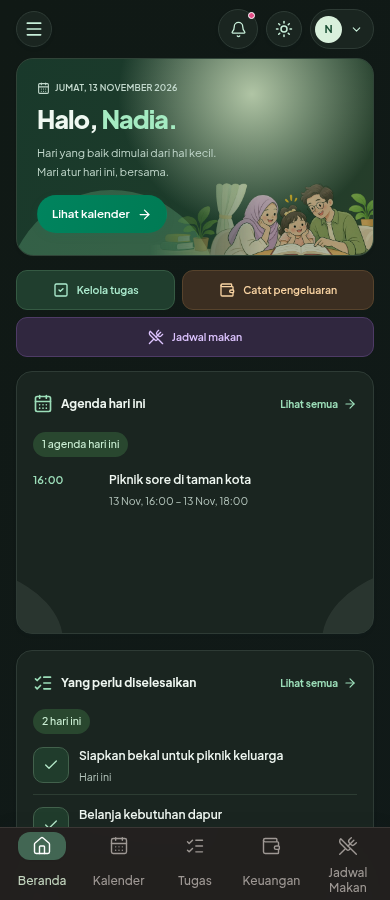 N
JUMAT, 13 NOVEMBER 2026
Halo, Nadia.
Hari yang baik dimulai dari hal kecil.
Mari atur hari ini, bersama.
Lihat kalender
Kelola tugas
Catat pengeluaran
Jadwal makan
Agenda hari ini
Lihat semua
1 agenda hari ini
16:00
Piknik sore di taman kota
13 Nov, 16:00 – 13 Nov, 18:00
Yang perlu diselesaikan
Lihat semua
2 hari ini
Siapkan bekal untuk piknik keluarga
Hari ini
Belanja kebutuhan dapur
Beranda
Kalender
Tugas
Keuangan
Jadwal
Makan